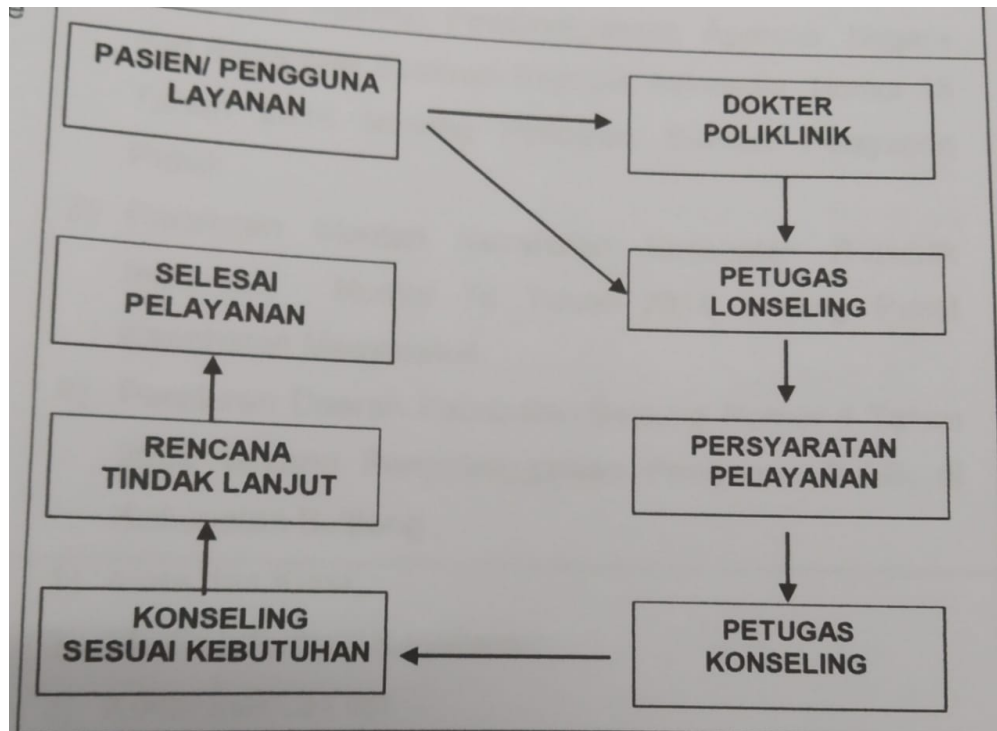 PASIEN/ PENGGUNA
LAYANAN
DOKTER
POLIKLINIK
PETUGAS
LONSELING
PERSYARATAN
PELAYANAN
PETUGAS
KONSELING
KONSELING
SESUAI KEBUTUHAN
RENCANA
TINDAK LANJUT
SELESAI
PELAYANAN